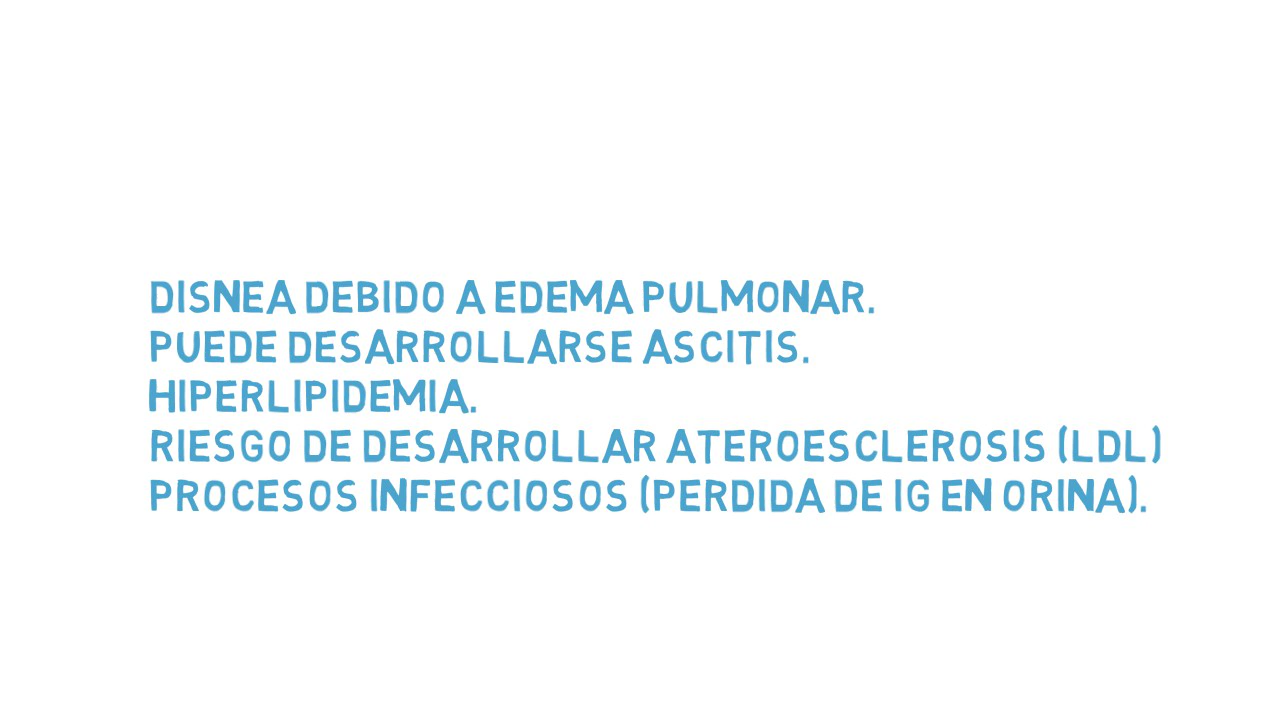 DISNEA DEBIDO A EDEMA PULMONAR.
PUEDE DESARROLLARSE ASCITIS.
HIPERLIPIDEMIA.
RIESGO DE DESARROLLAR ATEROESCLEROSIS (LDL)
PROCESOS INFECCIOSOS (PERDIDA DE IG EN ORINA).